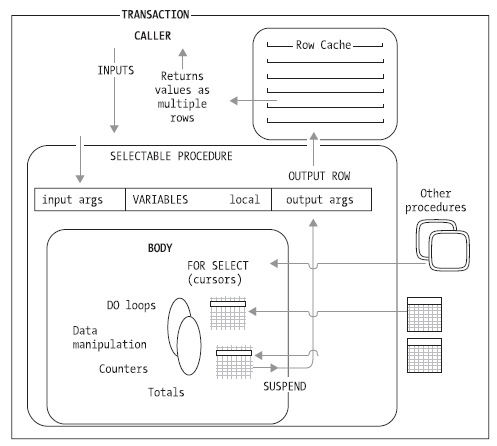 TRANSACTION
CALLER
Row Cache
INPUTS
Returns
values as
multiple
rows
SELECTABLE PROCEDURE
OUTPUT ROW
input args
VARIABLES local
output args
Other
procedures
BODY
FOR SELECT
(cursors)
DO loops
Data
manipulation
Counters
Totals
SUSPEND